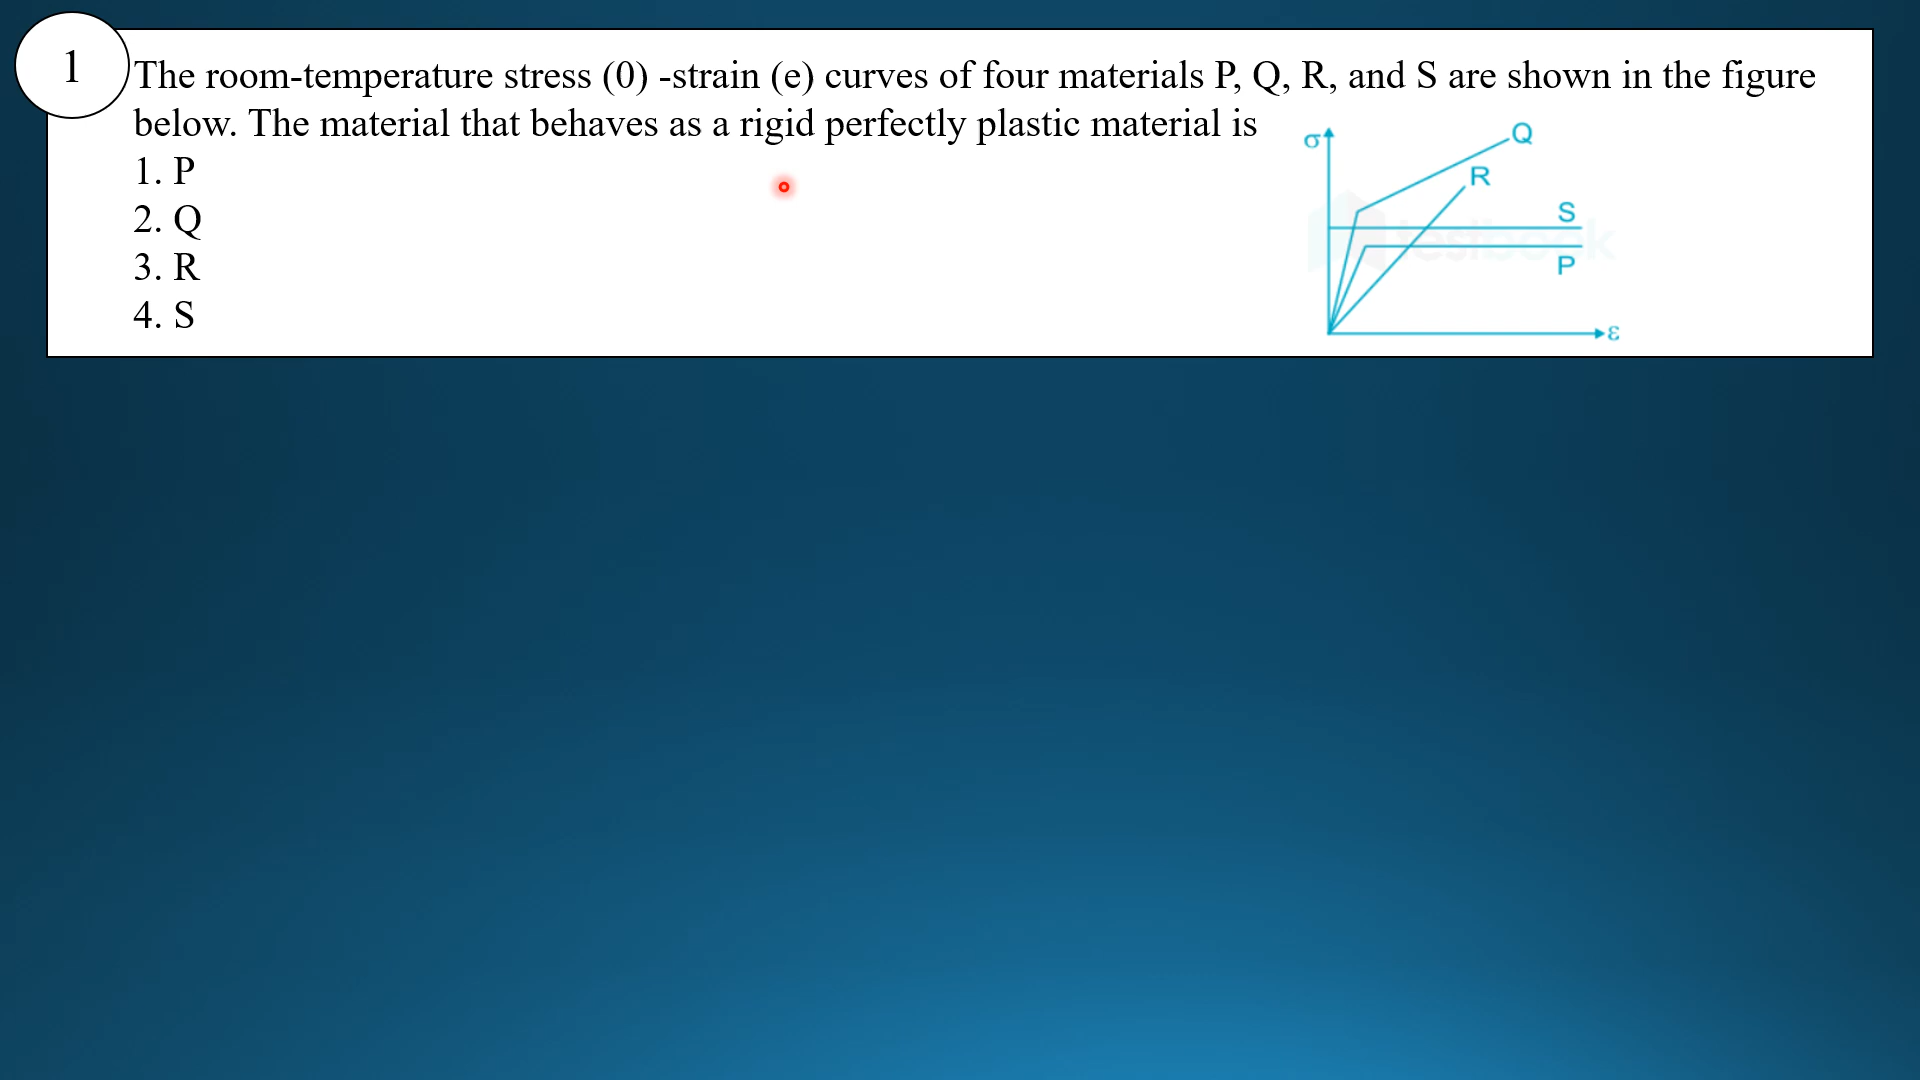 1
The room-temperature stress (0) -strain (e) curves of four materials P, Q, R, and S are shown in the figure
below. The material that behaves as a rigid perfectly plastic material is
1. P
2. Q
3. R
4. S
σ
Q
R
S
testbook
P
ε